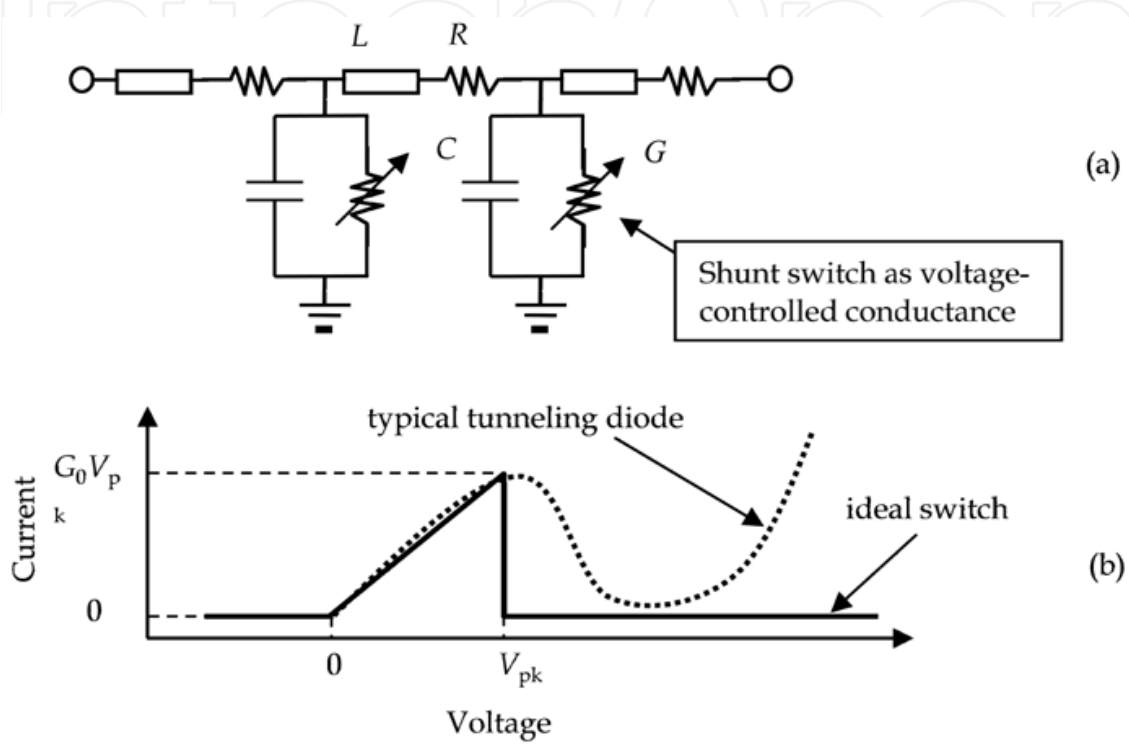 L
R
C
G
(a)
Shunt switch as voltage-
controlled conductance
typical tunneling diode
G0Vp
k
ideal switch
Current
(b)
0
0
Vpk
Voltage